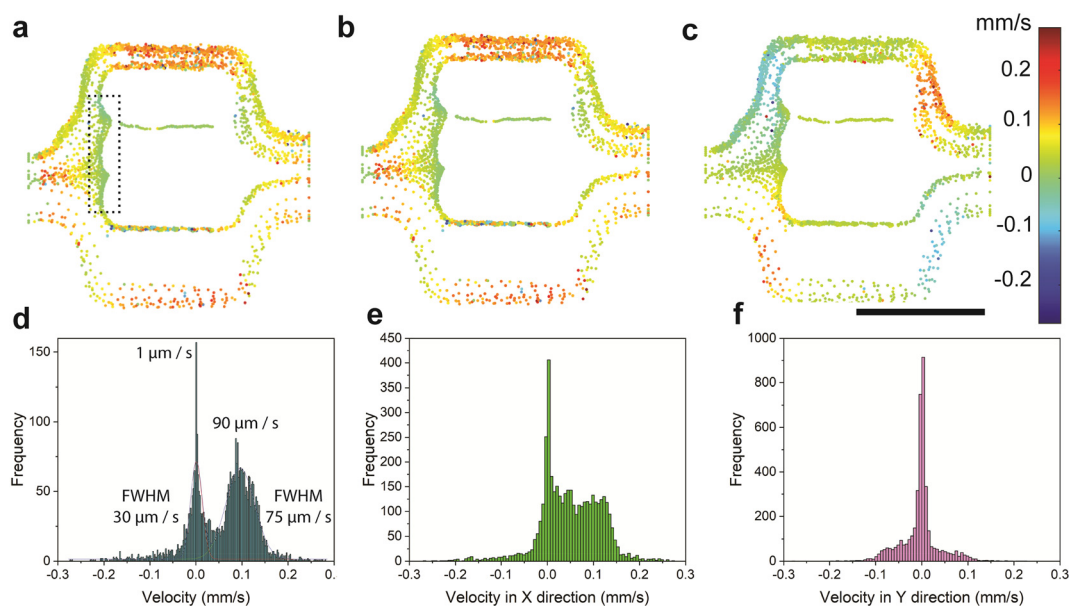 a
b
c
mm/s
0.2
0.1
0
-0.1
-0.2
d
e
f
150
100
50
0
1 µm / s
90 µm / s
FWHM
30 µm / s
FWHM
75 µm / s
Frequency
-0.3
-0.2
-0.1
0.0
0.1
0.2
0.3
Velocity (mm/s)
450
400
350
300
250
200
150
100
50
0
Frequency
-0.3
-0.2
-0.1
0.0
0.1
0.2
0.3
Velocity in X direction (mm/s)
1000
800
600
400
200
0
Frequency
-0.3
-0.2
-0.1
0.0
0.1
0.2
0.3
Velocity in Y direction (mm/s)